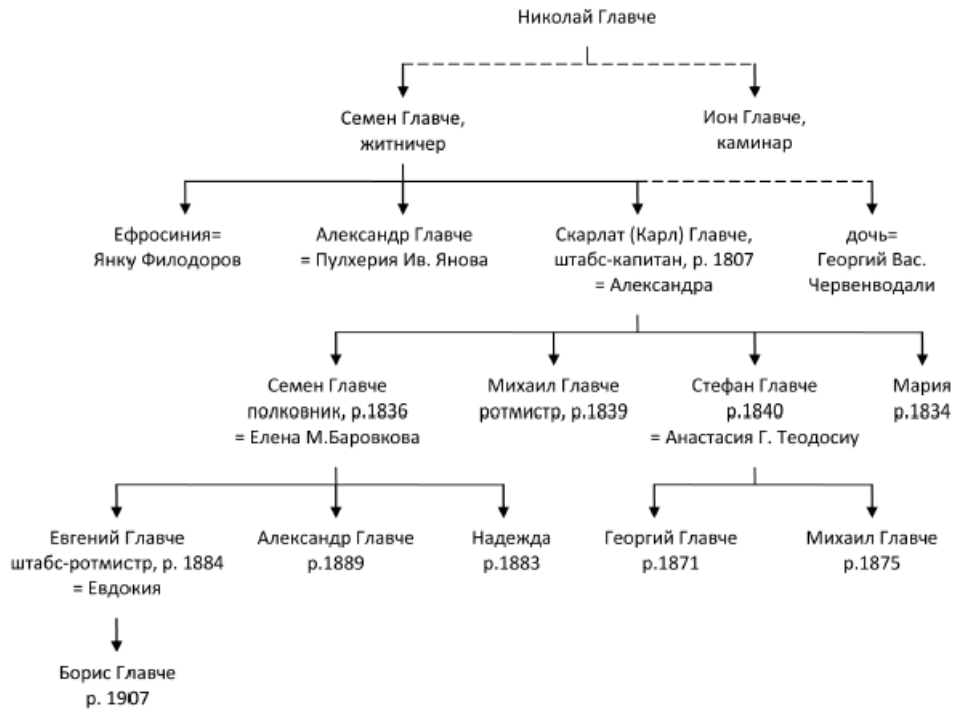 Николай Главче
Семен Главче,
житничер
Ион Главче,
каминар
Ефросиния=
Янку Филодоров
Александр Главче
= Пулхерия Ив. Янова
Скарлат (Карл) Главче,
штабс-капитан, р. 1807
= Александра
дочь=
Георгий Вас.
Червенводали
Семен Главче
полковник, р.1836
= Елена М.Баровкова
Михаил Главче
ротмистр, р.1839
Стефан Главче
р.1840
= Анастасия Г. Теодосиу
Мария
р.1834
Евгений Главче
штабс-ротмистр, р. 1884
= Евдокия
Александр Главче
р.1889
Надежда
р.1883
Георгий Главче
р.1871
Михаил Главче
р.1875
Борис Главче
р. 1907